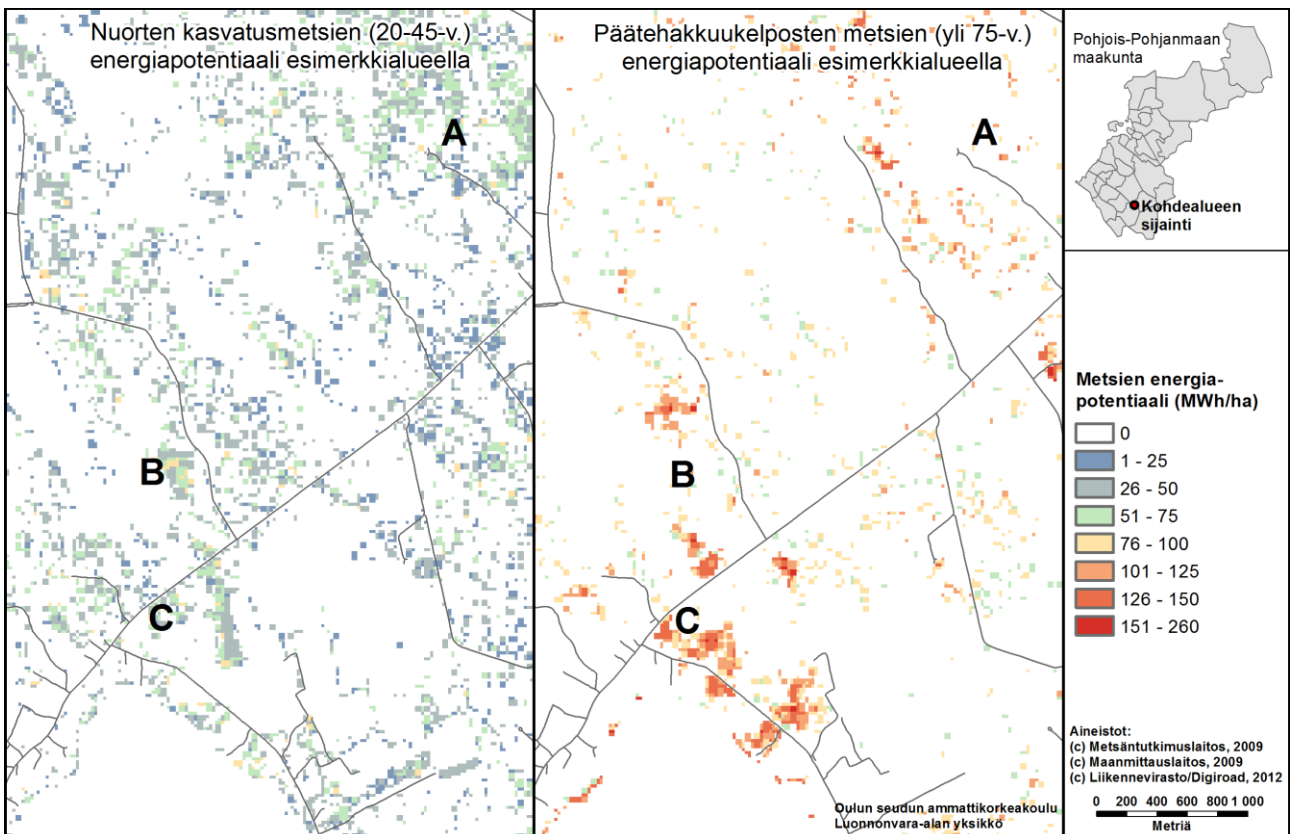 Nuorten kasvatusmetsien (20-45-v.)
energiapotentiaali esimerkkialueella
A
B
C
Päätehakkuukelposten metsien (yli 75-v.)
energiapotentiaali esimerkkialueella
A
B
C
Oulun seudun ammattikorkeakoulu
Luonnonvara-alan yksikkö
Pohjois-Pohjanmaan
maakunta
Kohdealueen
sijainti
Metsien energia-
potentiaali (MWh/ha)
0
1 - 25
26 - 50
51 - 75
76 - 100
101 - 125
126 - 150
151 - 260
Aineistot:
(c) Metsäntutkimuslaitos, 2009
(c) Maanmittauslaitos, 2009
(c) Liikennevirasto/Digiroad, 2012
0 200 400 600 800 1 000
Metriä